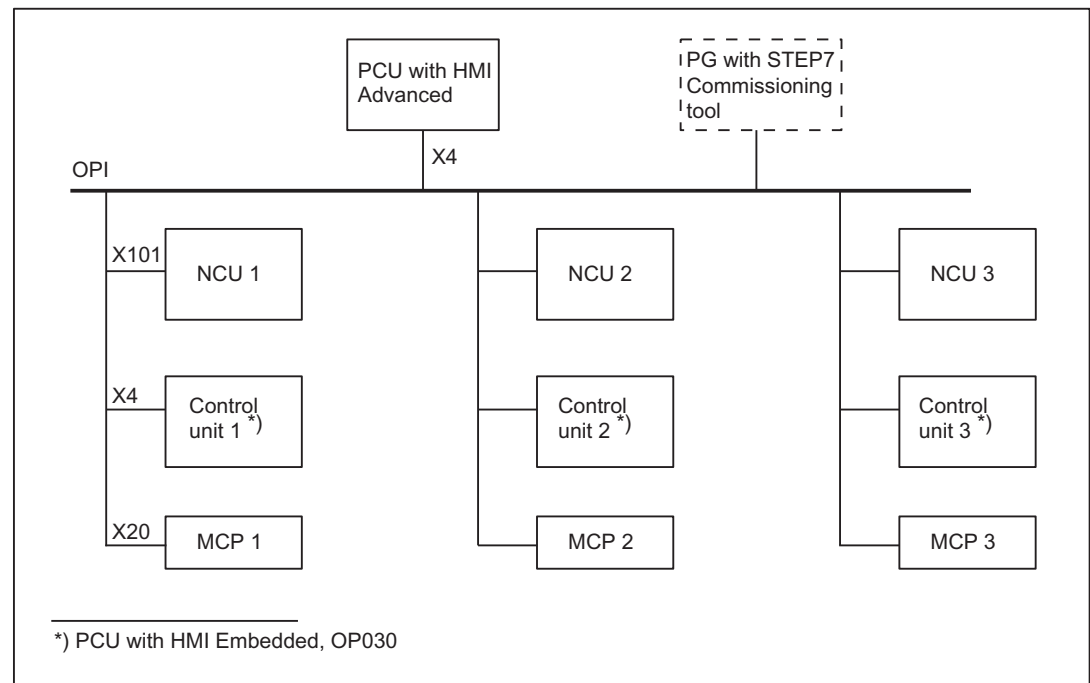 PCU with HMI
Advanced
PG with STEP7
Commissioning
tool
X4
OPI
X101
NCU 1
NCU 2
NCU 3
X4
Control
unit 1 *)
Control
unit 2 *)
Control
unit 3 *)
X20
MCP 1
MCP 2
MCP 3
*) PCU with HMI Embedded, OP030